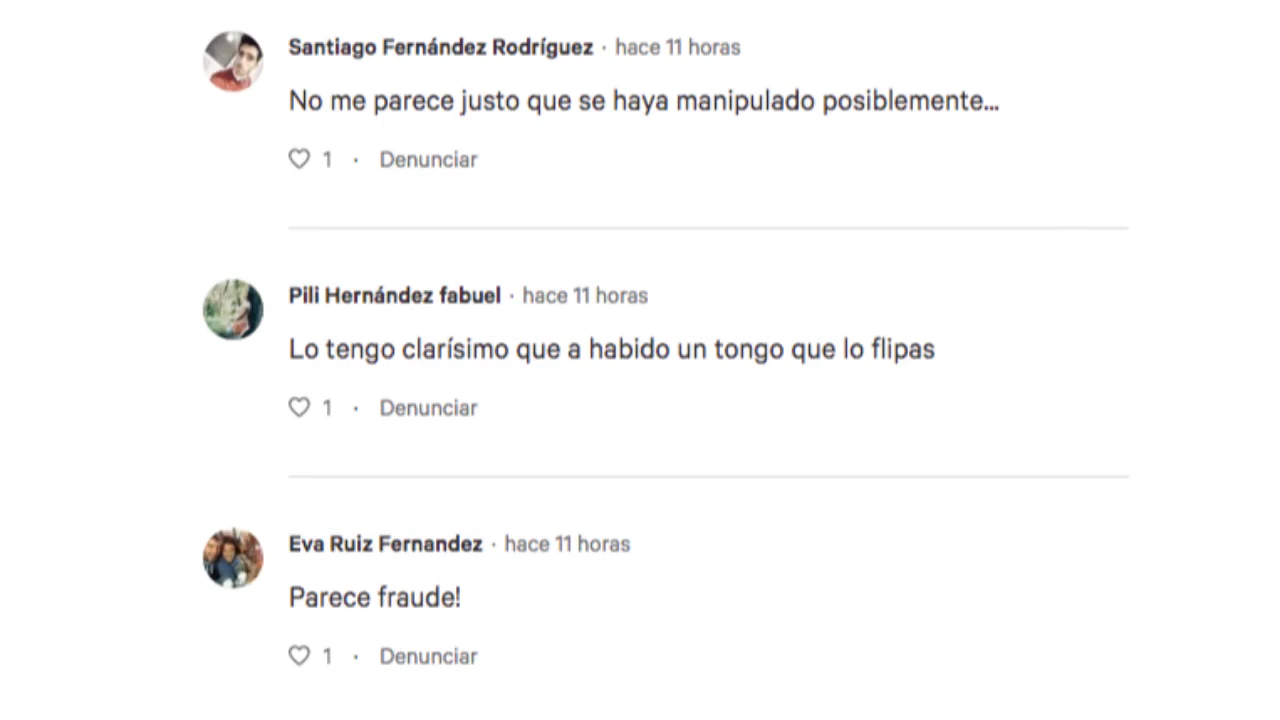 Santiago Fernández Rodríguez · hace 11 horas
No me parece justo que se haya manipulado posiblemente...
1 · Denunciar
Pili Hernández fabuel · hace 11 horas
Lo tengo clarísimo que a habido un tongo que lo flipas
1 · Denunciar
Eva Ruiz Fernandez · hace 11 horas
Parece fraude!
1 · Denunciar